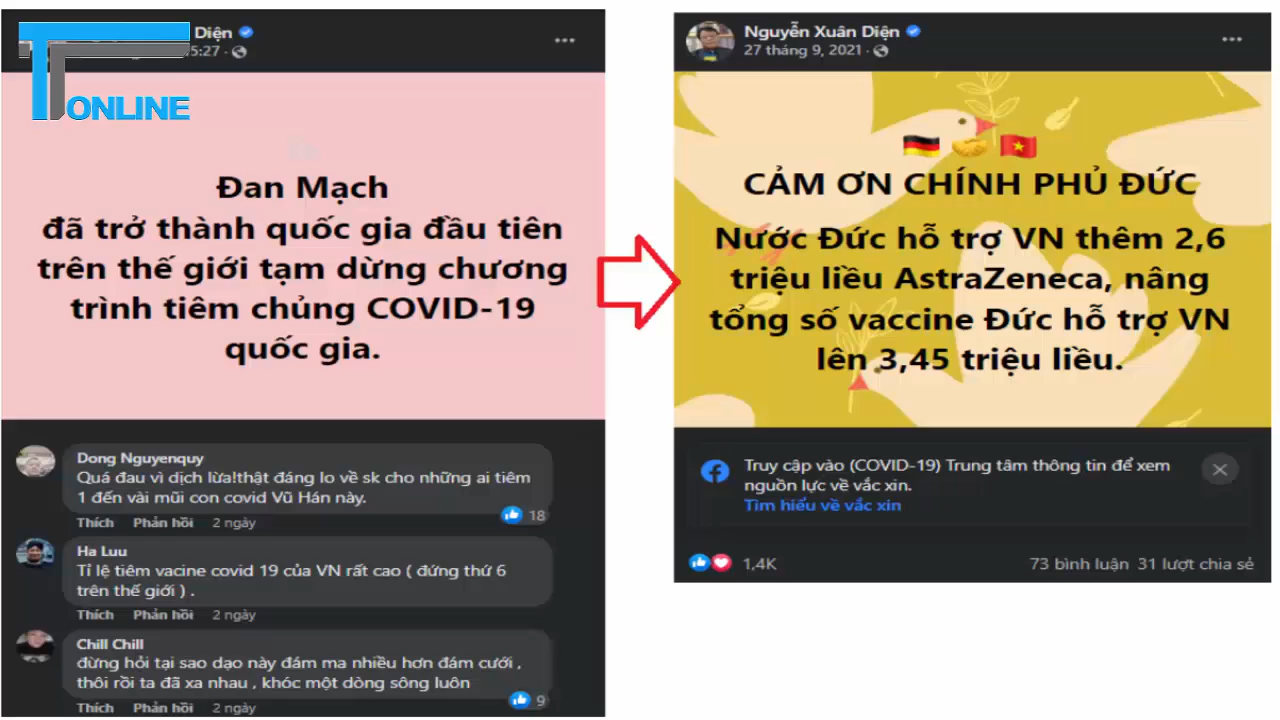 Diện
5:27
ONLINE
Đan Mạch
đã trở thành quốc gia đầu tiên
trên thế giới tạm dừng chương
trình tiêm chủng COVID-19
quốc gia.
Dong Nguyenquy
Quá đau vì dịch lừa!thật đáng lo về sk cho những ai tiêm
1 đến vài mũi con covid Vũ Hán này.
Thích Phản hồi 2 ngày
18
Ha Luu
Tỉ lệ tiêm vacine covid 19 của VN rất cao ( đứng thứ 6
trên thế giới ) .
Thích Phản hồi 2 ngày
Chill Chill
đừng hỏi tại sao dạo này đám ma nhiều hơn đám cưới ,
thôi rồi ta đã xa nhau , khóc một dòng sông luôn
9
Thích Phản hồi 2 ngày
Nguyễn Xuân Diện
27 tháng 9, 2021
CẢM ƠN CHÍNH PHỦ ĐỨC
Nước Đức hỗ trợ VN thêm 2,6
triệu liều AstraZeneca, nâng
tổng số vaccine Đức hỗ trợ VN
lên 3,45 triệu liều.
Truy cập vào (COVID-19) Trung tâm thông tin để xem
nguồn lực về vắc xin.
Tìm hiểu về vắc xin
1,4K
73 bình luận 31 lượt chia sẻ